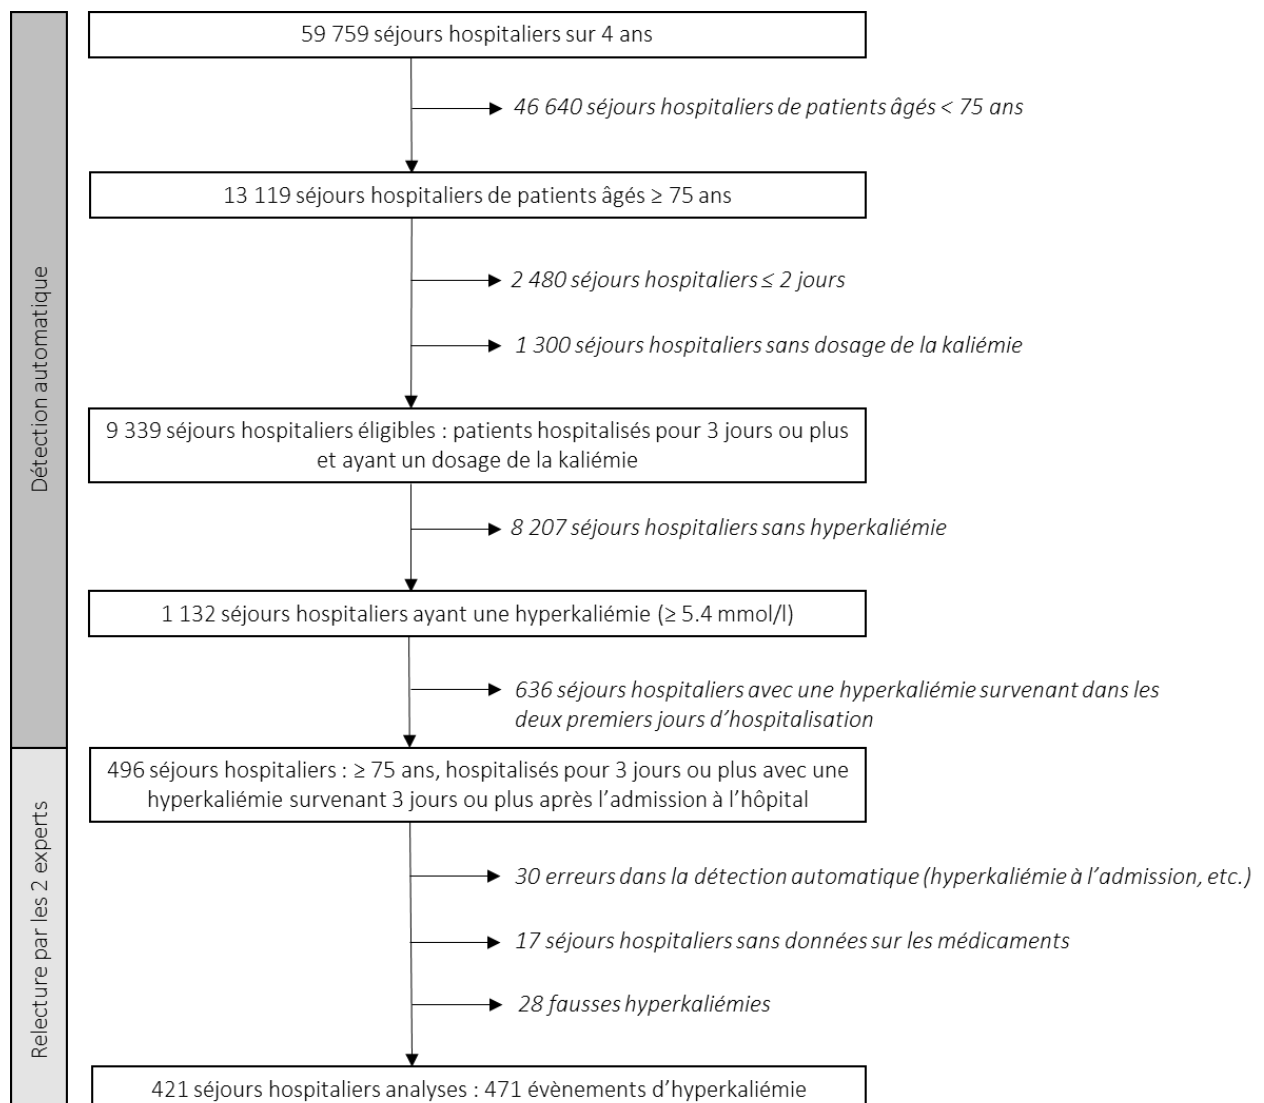 59 759 séjours hospitaliers sur 4 ans
46 640 séjours hospitaliers de patients âgés < 75 ans
13 119 séjours hospitaliers de patients âgés ≥ 75 ans
2 480 séjours hospitaliers ≤ 2 jours
1 300 séjours hospitaliers sans dosage de la kaliémie
9 339 séjours hospitaliers éligibles : patients hospitalisés pour 3 jours ou plus
et ayant un dosage de la kaliémie
8 207 séjours hospitaliers sans hyperkaliémie
1 132 séjours hospitaliers ayant une hyperkaliémie (≥ 5.4 mmol/l)
636 séjours hospitaliers avec une hyperkaliémie survenant dans les
deux premiers jours d’hospitalisation
Détection automatique
496 séjours hospitaliers : ≥ 75 ans, hospitalisés pour 3 jours ou plus avec une
hyperkaliémie survenant 3 jours ou plus après l’admission à l’hôpital
30 erreurs dans la détection automatique (hyperkaliémie à l’admission, etc.)
17 séjours hospitaliers sans données sur les médicaments
28 fausses hyperkaliémies
421 séjours hospitaliers analyses : 471 évènements d’hyperkaliémie
Relecture par les 2 experts